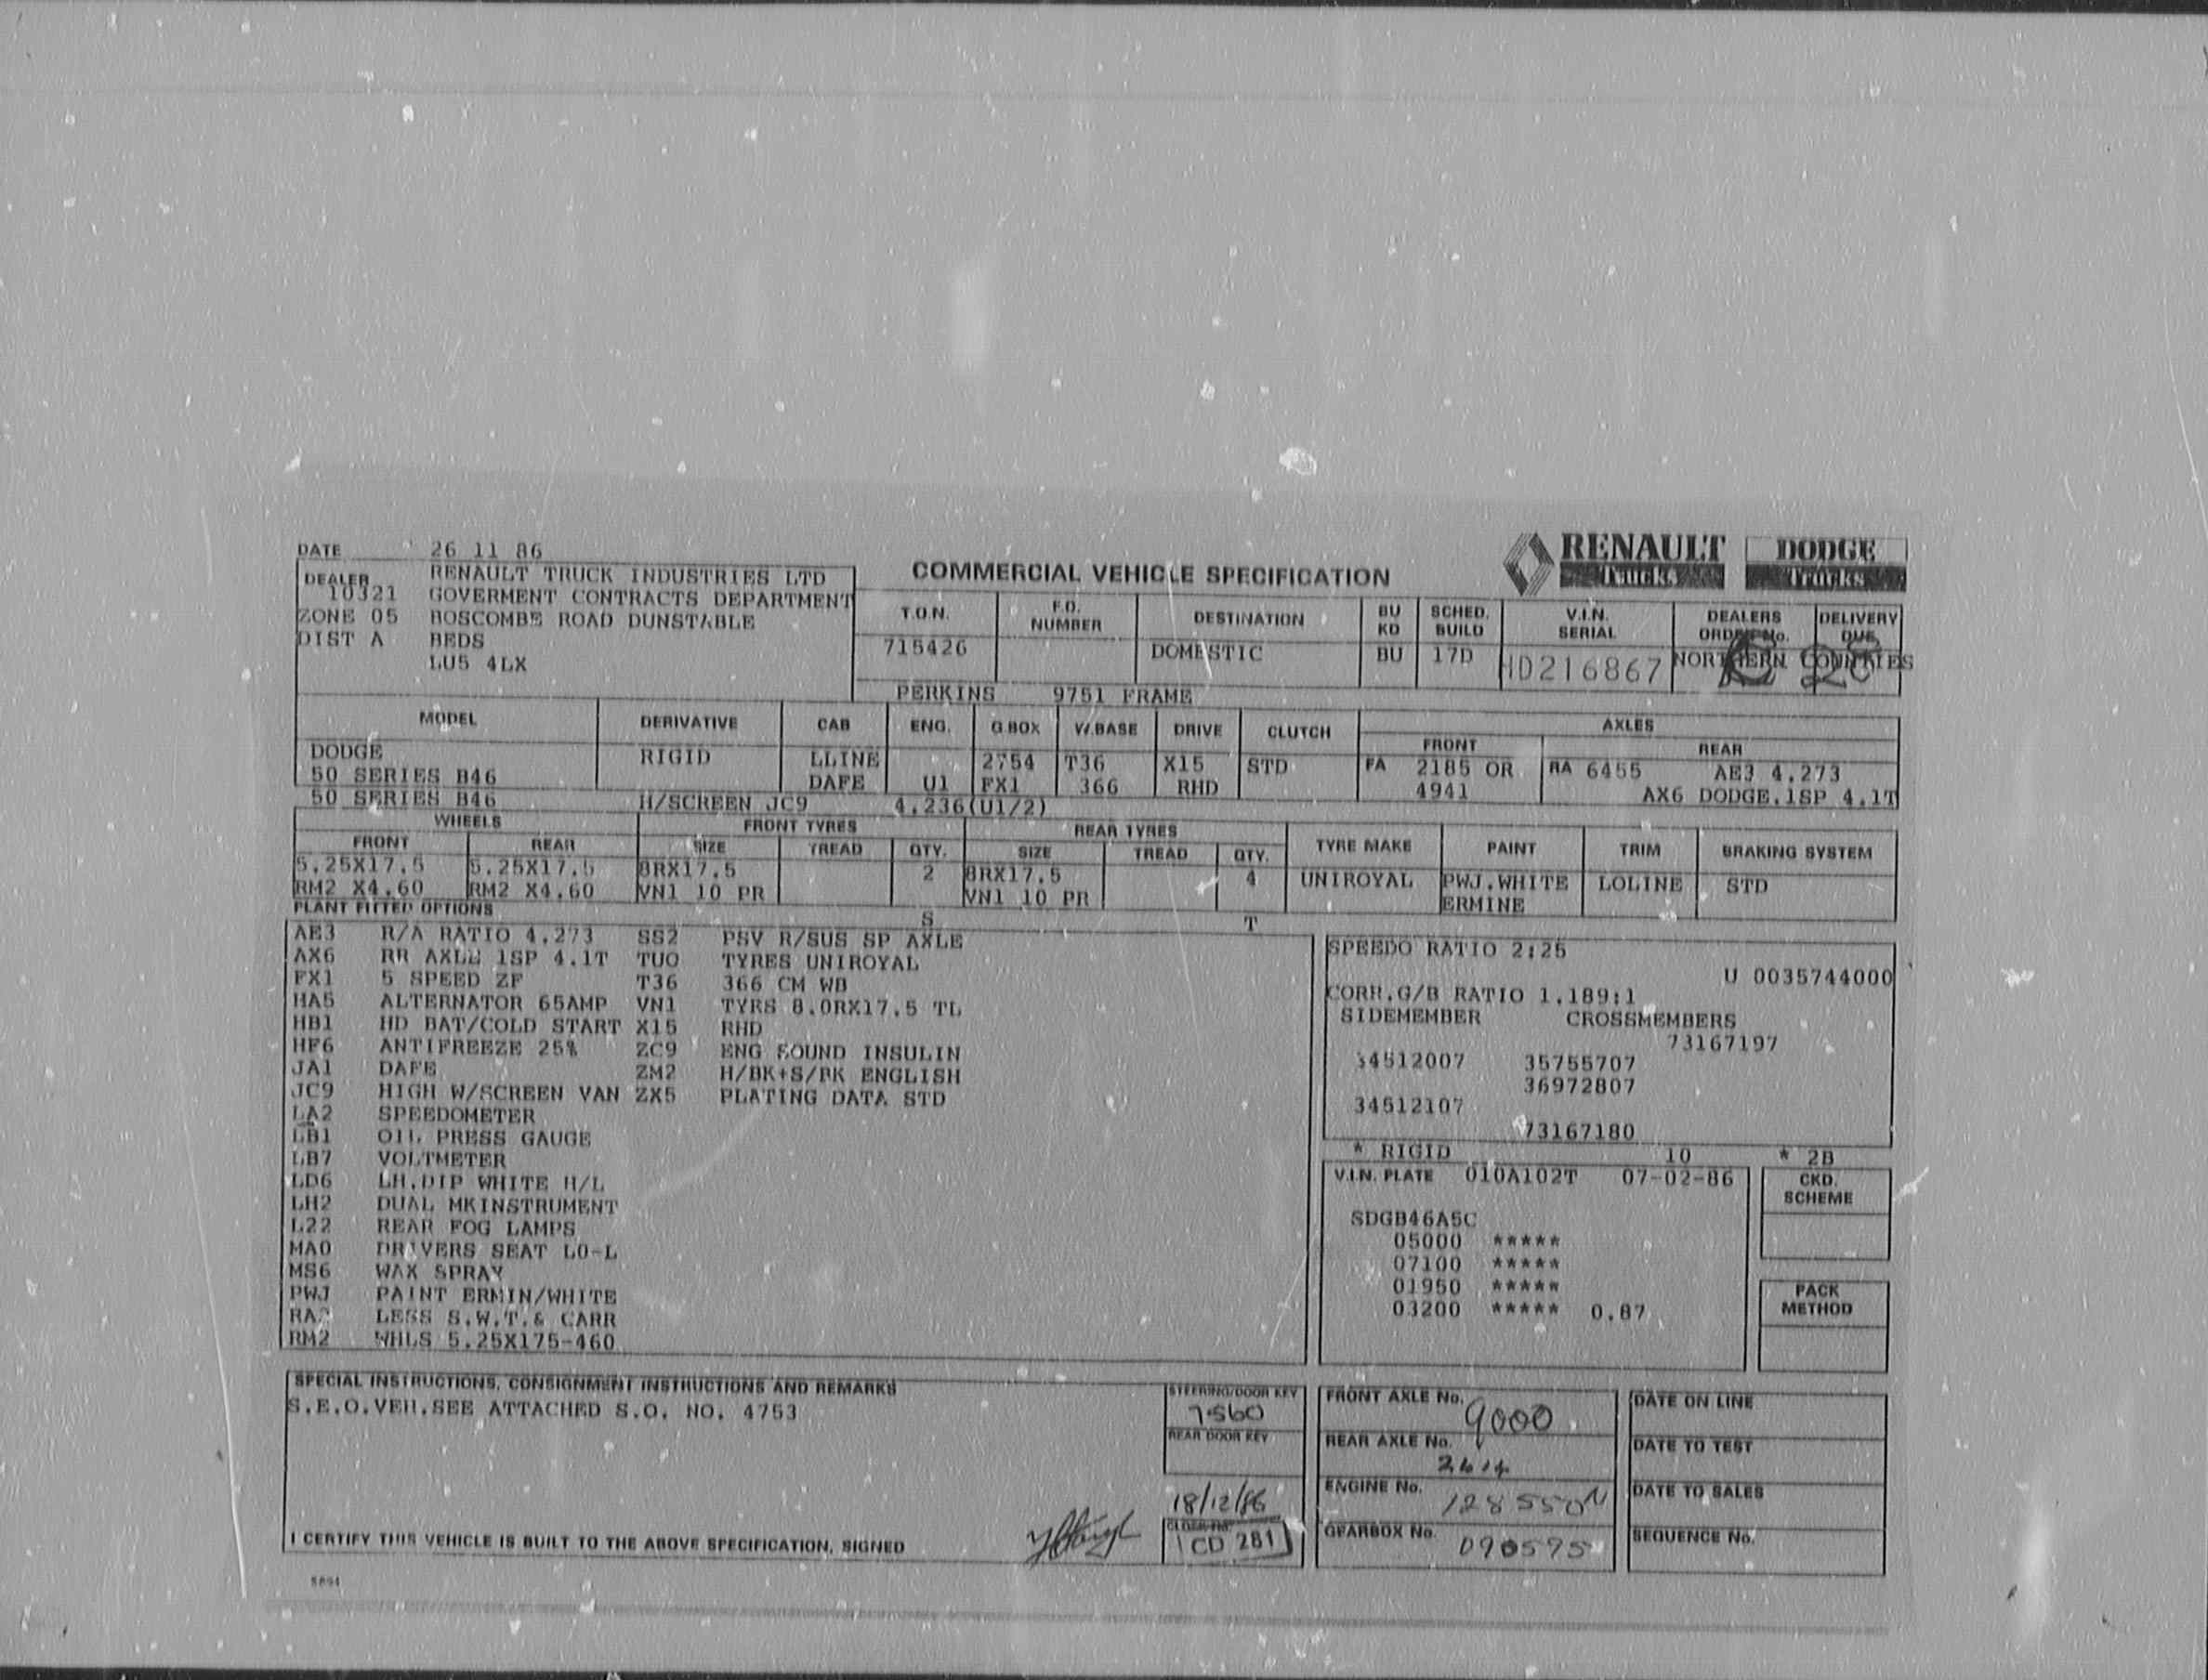 DATE 26 11 86
RENAULT TRUCKS DODGE TRUCKS
COMMERCIAL VEHICLE SPECIFICATION
DEALER RENAULT TRUCK INDUSTRIES LTD
10321 GOVERMENT CONTRACTS DEPARTMENT
ZONE 05 BOSCOMBE ROAD DUNSTABLE
DIST A BEDS
LU5 4LX
T.O.N. F.O. NUMBER DESTINATION BU KD SCHED. BUILD V.I.N. SERIAL DEALERS ORDER No. DELIVERY DUE
715426 DOMESTIC BU 17D HD216867 NORTHERN COUNTIES
PERKINS 9751 FRAME
MODEL DERIVATIVE CAB ENG. G.BOX W.BASE DRIVE CLUTCH AXLES
FRONT REAR
DODGE RIGID LLINE 2754 T36 X15 STD FA 2185 OR RA 6455 AE3 4.273
50 SERIES B46 DAFE U1 FX1 366 RHD 4941 AX6 DODGE.1SP 4.1T
50 SERIES B46 H/SCREEN JC9 4.236(U1/2)
WHEELS FRONT TYRES REAR TYRES TYRE MAKE PAINT TRIM BRAKING SYSTEM
FRONT REAR SIZE TREAD QTY. SIZE TREAD QTY.
5.25X17.5 5.25X17.5 8RX17.5 2 8RX17.5 4 UNIROYAL PWJ.WHITE LOLINE STD
RM2 X4.60 RM2 X4.60 VN1 10 PR VN1 10 PR ERMINE
PLANT FITTED OPTIONS S T
AE3 R/A RATIO 4.273 SS2 PSV R/SUS SP AXLE
AX6 RR AXLE 1SP 4.1T TU0 TYRES UNIROYAL
FX1 5 SPEED ZF T36 366 CM WB
HA5 ALTERNATOR 65AMP VN1 TYRS 8.0RX17.5 TL
HB1 HD BAT/COLD START X15 RHD
HF6 ANTIFREEZE 25% ZC9 ENG SOUND INSULIN
JA1 DAFE ZM2 H/BK+S/BK ENGLISH
JC9 HIGH W/SCREEN VAN ZX5 PLATING DATA STD
LA2 SPEEDOMETER
LB1 OIL PRESS GAUGE
LB7 VOLTMETER
LD6 LH.DIP WHITE H/L
LH2 DUAL MKINSTRUMENT
L22 REAR FOG LAMPS
MA0 DRIVERS SEAT LO-L
MS6 WAX SPRAY
PWJ PAINT ERMIN/WHITE
LESS S.W.T.& CARR
RM2 WHLS 5.25X175-460
SPEEDO RATIO 2:25
U 0035744000
CORR.G/B RATIO 1.189:1
SIDEMEMBER CROSSMEMBERS
73167197
34512007 35755707
36972807
34512107
73167180
* RIGID 10 * 2B
V.I.N. PLATE 010A102T 07-02-86
SDGB46A5C
05000 *****
07100 *****
01950 *****
03200 ***** 0.87
CKD. SCHEME
PACK METHOD
SPECIAL INSTRUCTIONS, CONSIGNMENT INSTRUCTIONS AND REMARKS
S.E.O.VEH.SEE ATTACHED S.O. NO. 4753
STEERING/DOOR KEY
7560
REAR DOOR KEY
18/12/86
CD 281
FRONT AXLE No. 9000
REAR AXLE No.
2614
ENGINE No. 128550N
GEARBOX No. 090595
DATE ON LINE
DATE TO TEST
DATE TO SALES
SEQUENCE No.
I CERTIFY THIS VEHICLE IS BUILT TO THE ABOVE SPECIFICATION, SIGNED